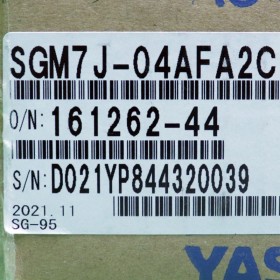 SGM7J-04AFA2C
O/N: 161262-44
S/N: D021YP844320039
2021.11
SG-95
YAS